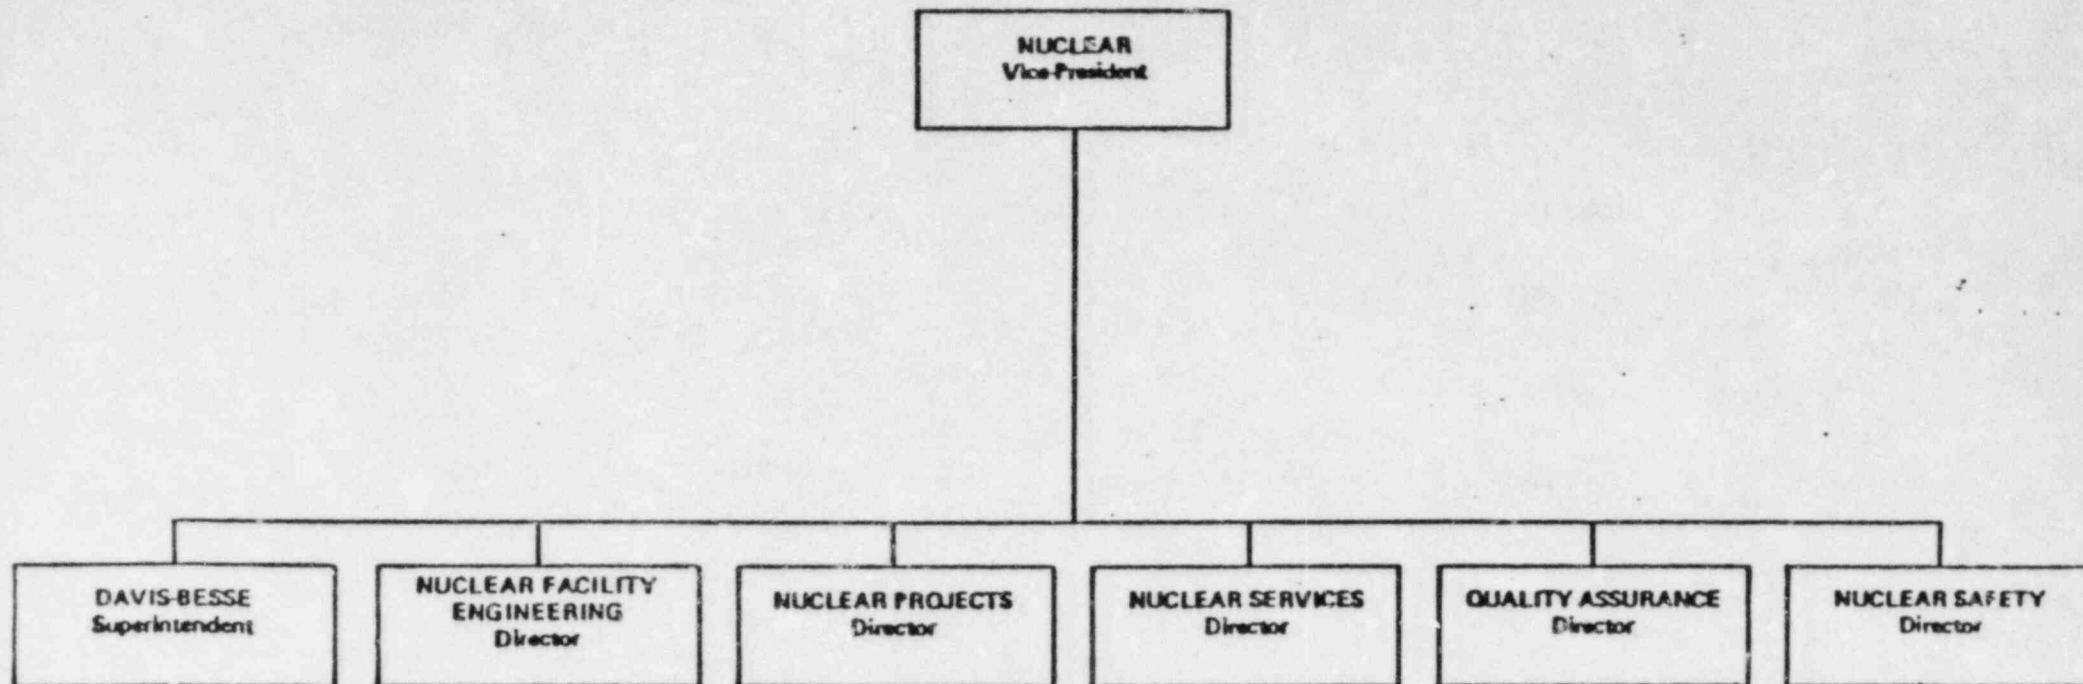 NUCLEAR
Vice-President
DAVIS-BESSE
Superintendent
NUCLEAR FACILITY
ENGINEERING
Director
NUCLEAR PROJECTS
Director
NUCLEAR SERVICES
Director
QUALITY ASSURANCE
Director
NUCLEAR SAFETY
Director